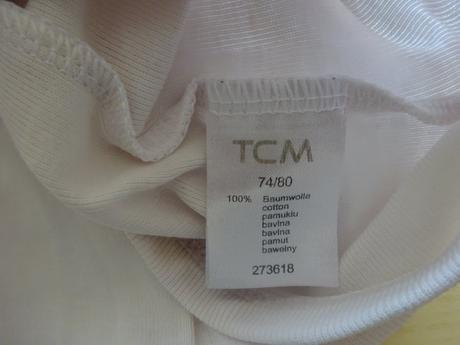 TCM
74/80
100% Baumwolle
cotton
pamuklu
bavlna
bavlna
pamut
bawełny
273618